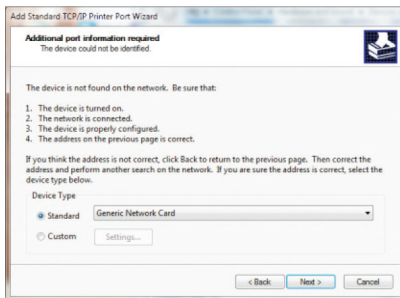 Add Standard TCP/IP Printer Port Wizard
Additional port information required
The device could not be identified.
The device is not found on the network. Be sure that:
1. The device is turned on.
2. The network is connected.
3. The device is properly configured.
4. The address on the previous page is correct.
If you think the address is not correct, click Back to return to the previous page. Then correct the
address and perform another search on the network. If you are sure the address is correct, select the
device type below.
Device Type
Standard
Generic Network Card
Custom
Settings...
< Back
Next >
Cancel